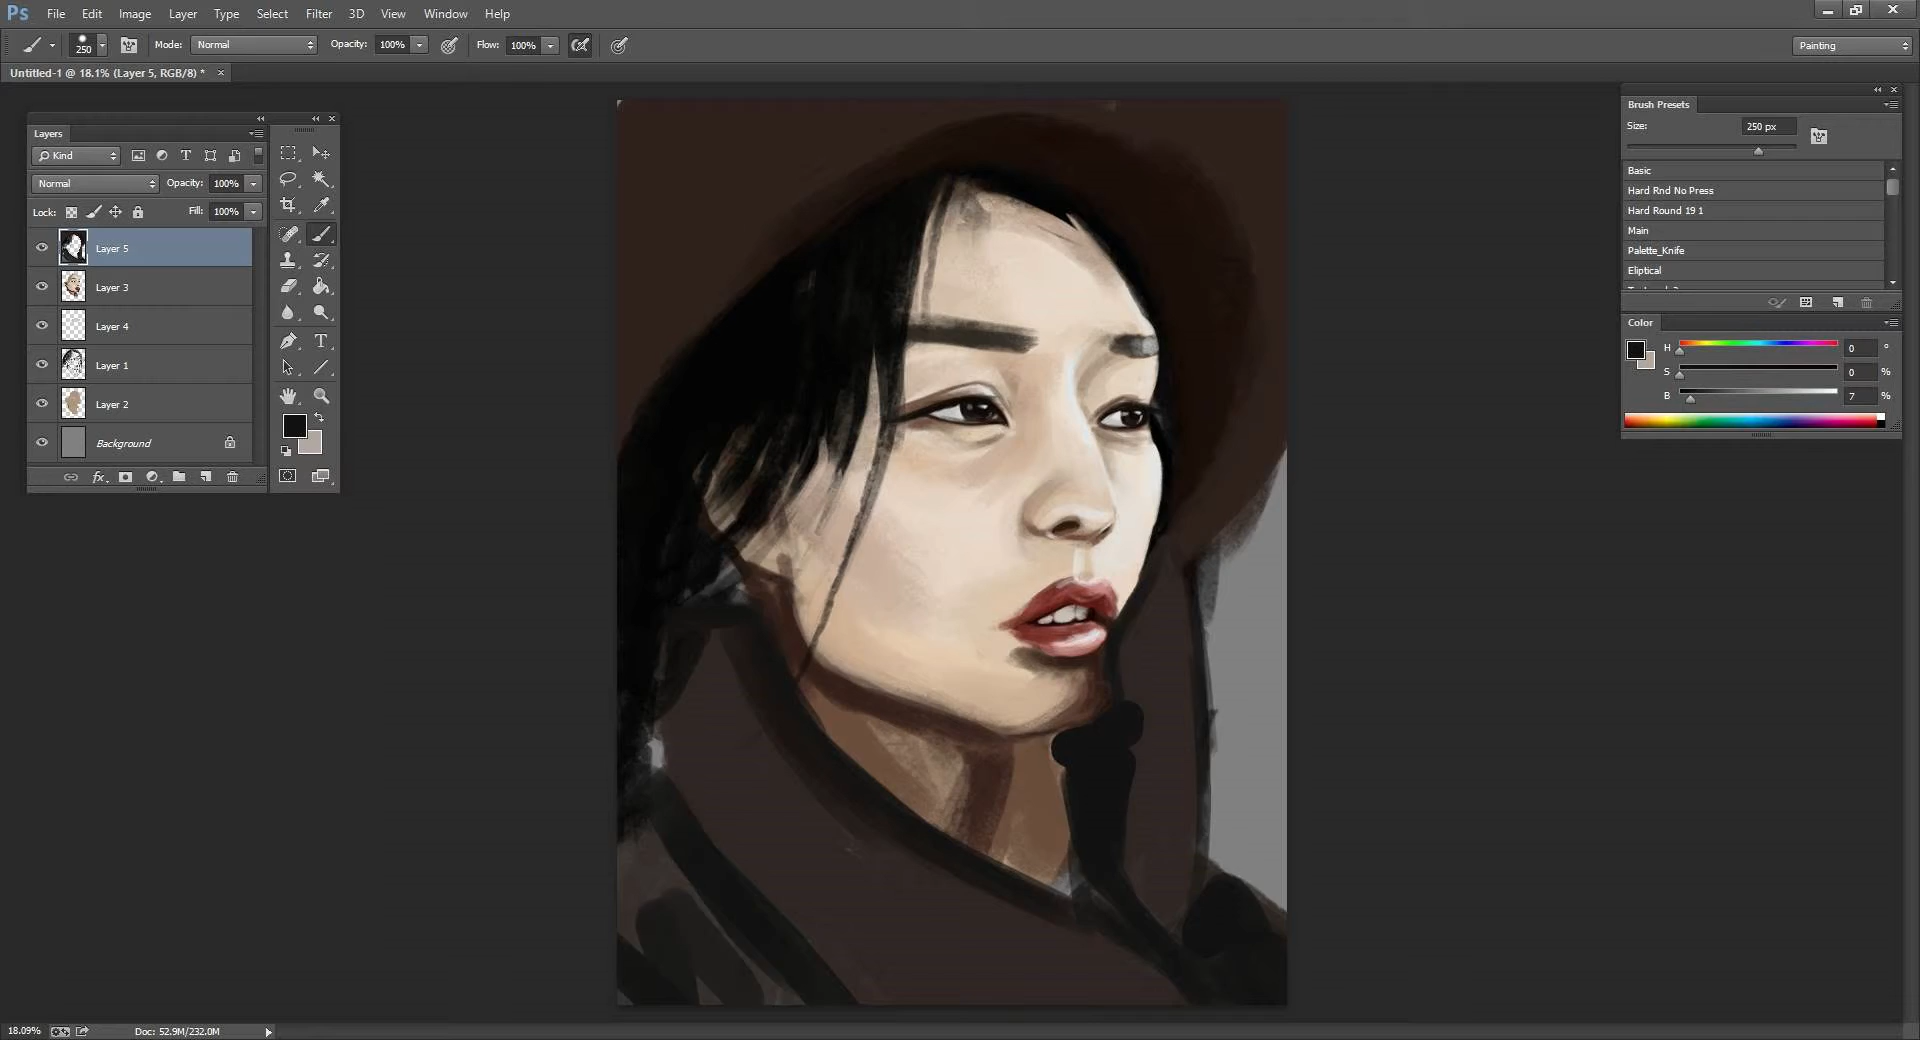 Ps File Edit Image Layer Type Select Filter 3D View Window Help
250 Mode: Normal Opacity: 100% Flow: 100% Painting
Untitled-1 @ 18.1% (Layer 5, RGB/8) *
Layers
Kind
Normal Opacity: 100%
Lock: Fill: 100%
Layer 5
Layer 3
Layer 4
Layer 1
Layer 2
Background
fx
Brush Presets
Size: 250 px
Basic
Hard Rnd No Press
Hard Round 19 1
Main
Palette_Knife
Eliptical
Color
H 0 °
S 0 %
B 7 %
18.09% Doc: 52.9M/232.0M